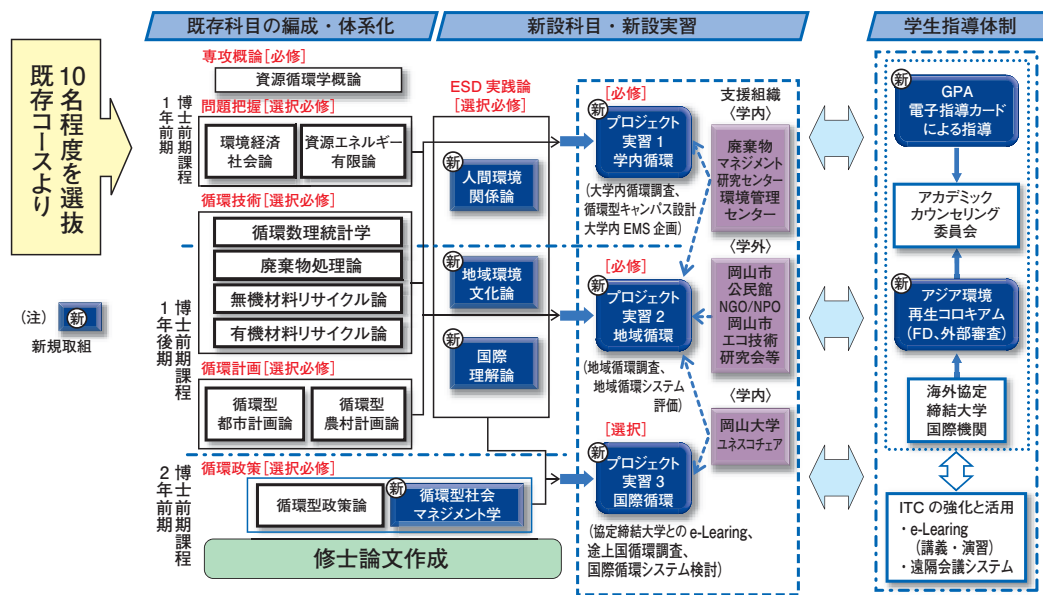 既存科目の編成・体系化
新設科目・新設実習
学生指導体制
10名程度を選抜
既存コースより
(注)
新
新規取組
博士前期課程
1年前期
専攻概論[必修]
資源循環学概論
問題把握[選択必修]
環境経済
社会論
資源エネルギー
有限論
循環技術[選択必修]
循環数理統計学
博士前期課程
1年後期
廃棄物処理論
無機材料リサイクル論
有機材料リサイクル論
循環計画[選択必修]
循環型
都市計画論
循環型
農村計画論
博士前期課程
2年前期
循環政策[選択必修]
循環型政策論
新
循環型社会
マネジメント学
修士論文作成
ESD 実践論
[選択必修]
新
人間環境
関係論
新
地域環境
文化論
新
国際
理解論
[必修]
新
プロジェクト
実習 1
学内循環
(大学内循環調査、
循環型キャンパス設計
大学内 EMS 企画)
[必修]
新
プロジェクト
実習 2
地域循環
(地域循環調査、
地域循環システム
評価)
[選択]
新
プロジェクト
実習 3
国際循環
(協定締結大学との e-Learing、
途上国循環調査、
国際循環システム検討)
支援組織
〈学内〉
廃棄物
マネジメント
研究センター
環境管理
センター
〈学外〉
岡山市
公民館
NGO/NPO
岡山市
エコ技術
研究会等
〈学内〉
岡山大学
ユネスコチェア
新
GPA
電子指導カード
による指導
アカデミック
カウンセリング
委員会
新
アジア環境
再生コロキアム
(FD、外部審査)
海外協定
締結大学
国際機関
ITC の強化と活用
・e-Learing
(講義・演習)
・遠隔会議システム